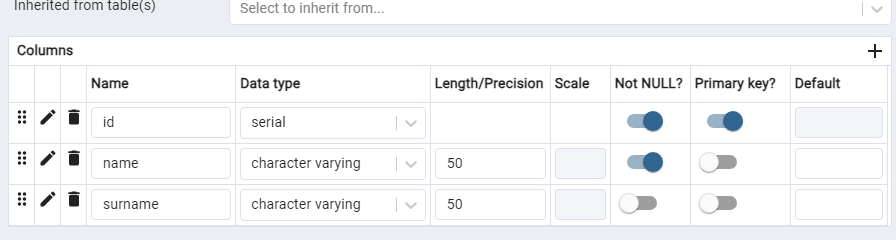 Inherited from table(s) Select to inherit from...
Columns
Name Data type Length/Precision Scale Not NULL? Primary key? Default
id serial
name character varying 50
surname character varying 50